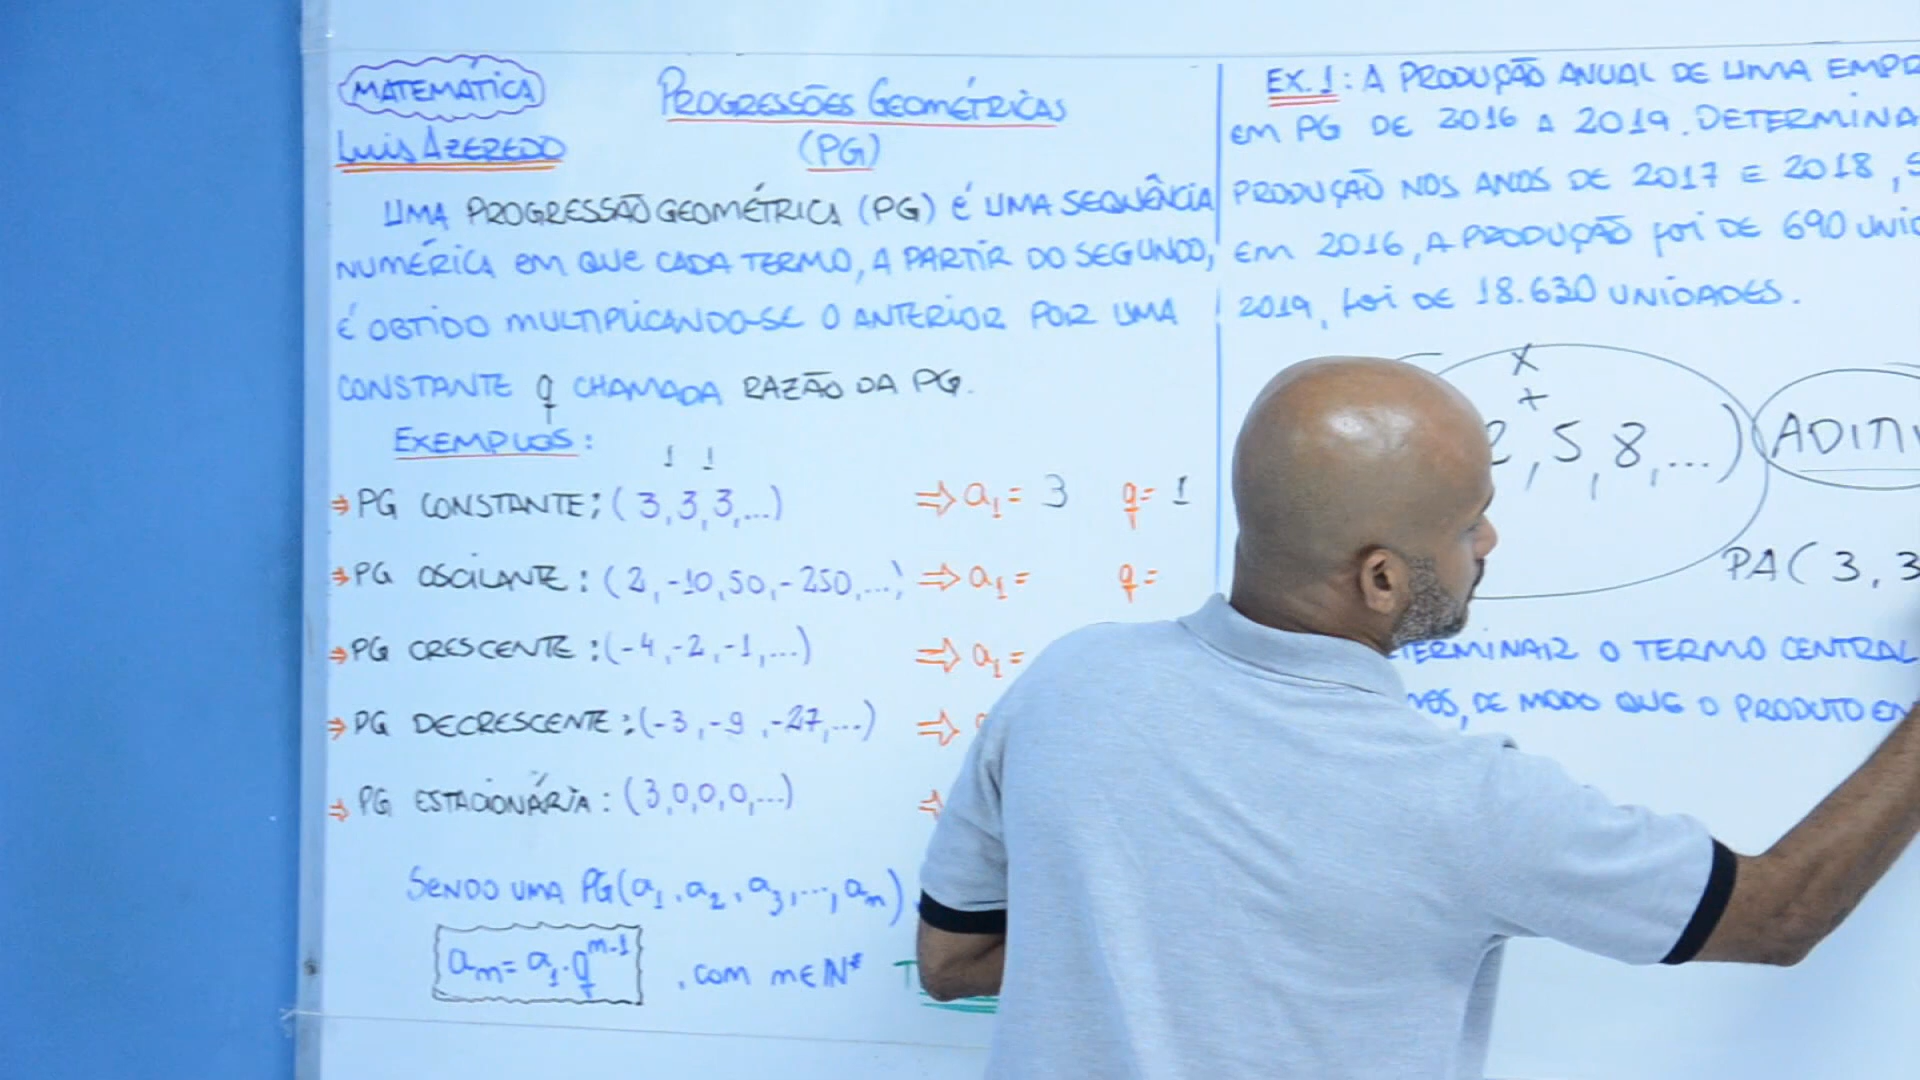 MATEMÁTICA
LUIS AZEREDO
PROGRESSÕES GEOMÉTRICAS
(PG)
UMA PROGRESSÃO GEOMÉTRICA (PG) É UMA SEQUÊNCIA
NUMÉRICA EM QUE CADA TERMO, A PARTIR DO SEGUNDO,
É OBTIDO MULTIPLICANDO-SE O ANTERIOR POR UMA
CONSTANTE q CHAMADA RAZÃO DA PG.
EXEMPLOS:
1 1
⇒ PG CONSTANTE: (3,3,3,...) ⇒ a₁ = 3 q = 1
⇒ PG OSCILANTE: (2,-10,50,-250,...) ⇒ a₁ = q =
⇒ PG CRESCENTE: (-4,-2,-1,...) ⇒ a₁ =
⇒ PG DECRESCENTE: (-3,-9,-27,...) ⇒
⇒ PG ESTACIONÁRIA: (3,0,0,0,...)
SENDO UMA PG(a₁, a₂, a₃, ..., aₙ)
aₙ = a₁ . qⁿ⁻¹ , COM n ∈ N*
EX.1: A PRODUÇÃO ANUAL DE UMA
EM PG DE 2016 A 2019.
PRODUÇÃO NOS ANOS DE 2017 E 2018,
EM 2016, A PRODUÇÃO FOI DE 690
2019, FOI DE 18.630 UNIDADES.
x
+
2, 5, 8, ...)
PA(3, 3
O TERMO CENTRAL
, DE MODO QUE O PRODUTO